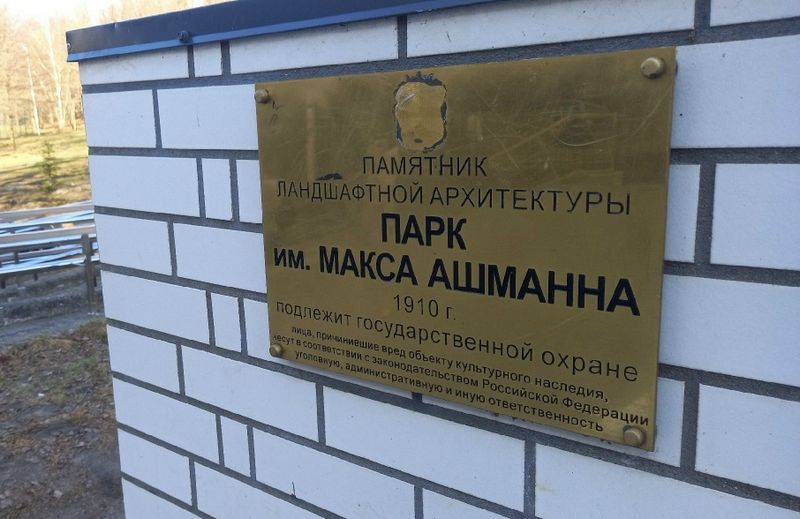 ПАМЯТНИК
ЛАНДШАФТНОЙ АРХИТЕКТУРЫ
ПАРК
им. МАКСА АШМАННА
1910 г.
подлежит государственной охране
лица, причинившие вред объекту культурного наследия,
несут в соответствии с законодательством Российской Федерации
уголовную, административную и иную ответственность